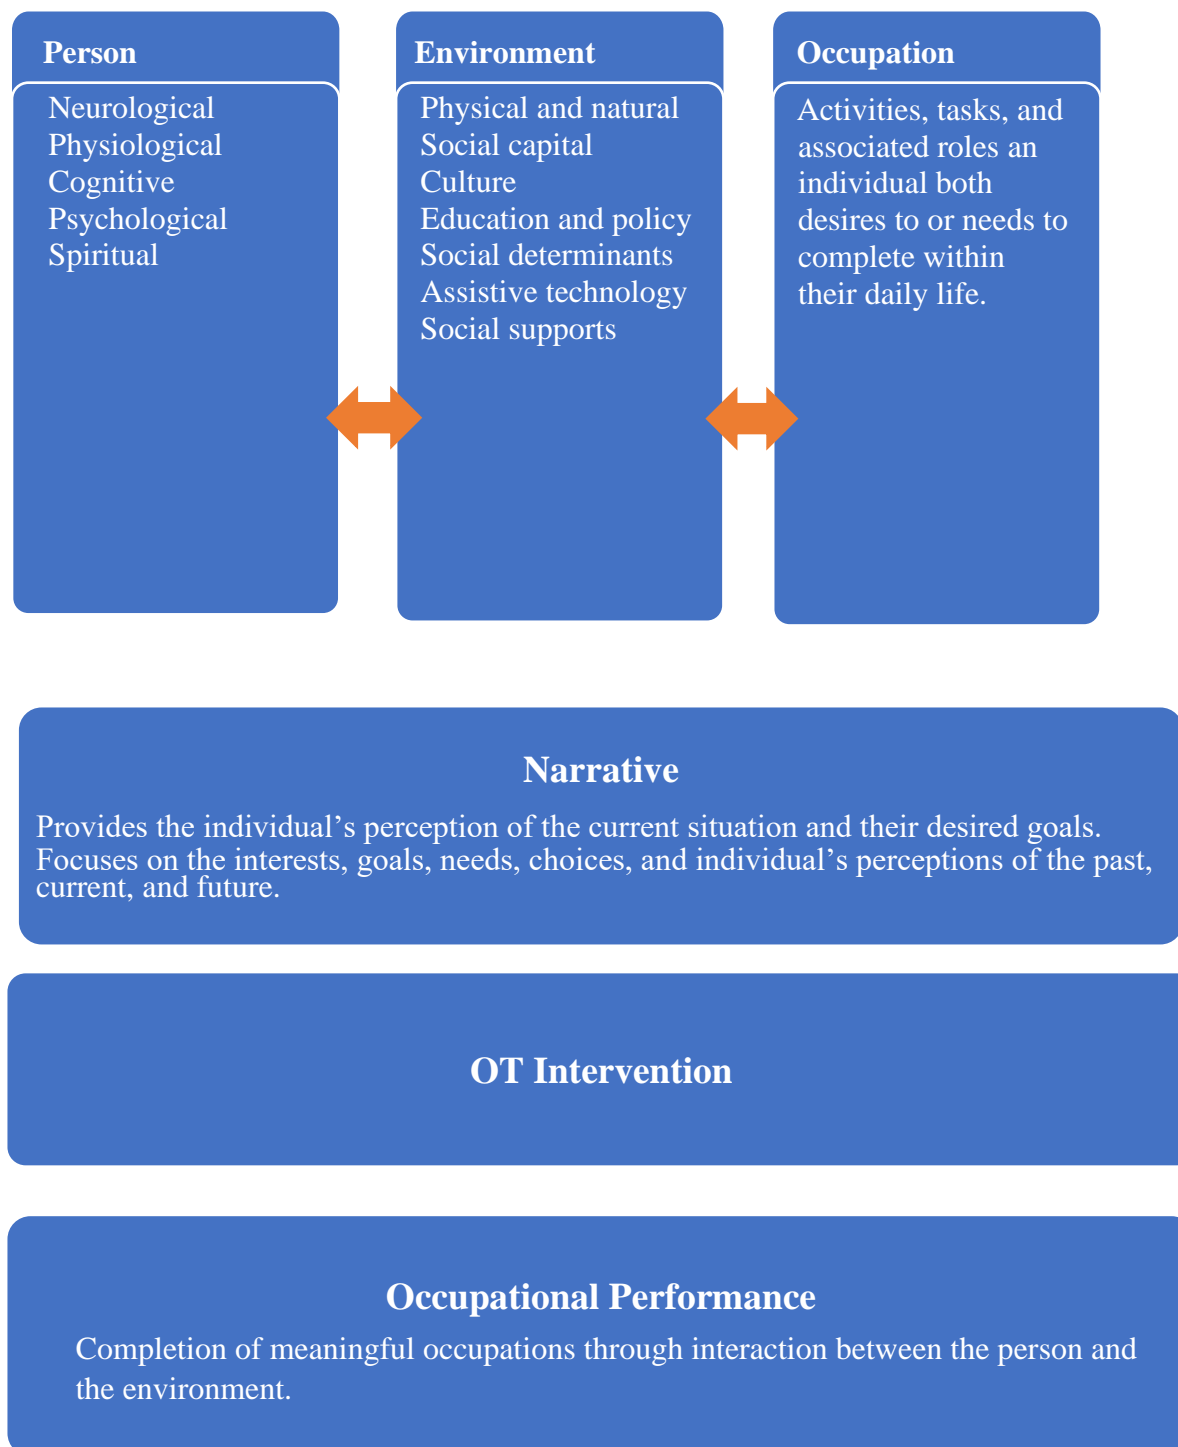 Person
Neurological
Physiological
Cognitive
Psychological
Spiritual
Environment
Physical and natural
Social capital
Culture
Education and policy
Social determinants
Assistive technology
Social supports
Occupation
Activities, tasks, and
associated roles an
individual both
desires to or needs to
complete within
their daily life.
Narrative
Provides the individual’s perception of the current situation and their desired goals.
Focuses on the interests, goals, needs, choices, and individual’s perceptions of the past,
current, and future.
OT Intervention
Occupational Performance
Completion of meaningful occupations through interaction between the person and
the environment.